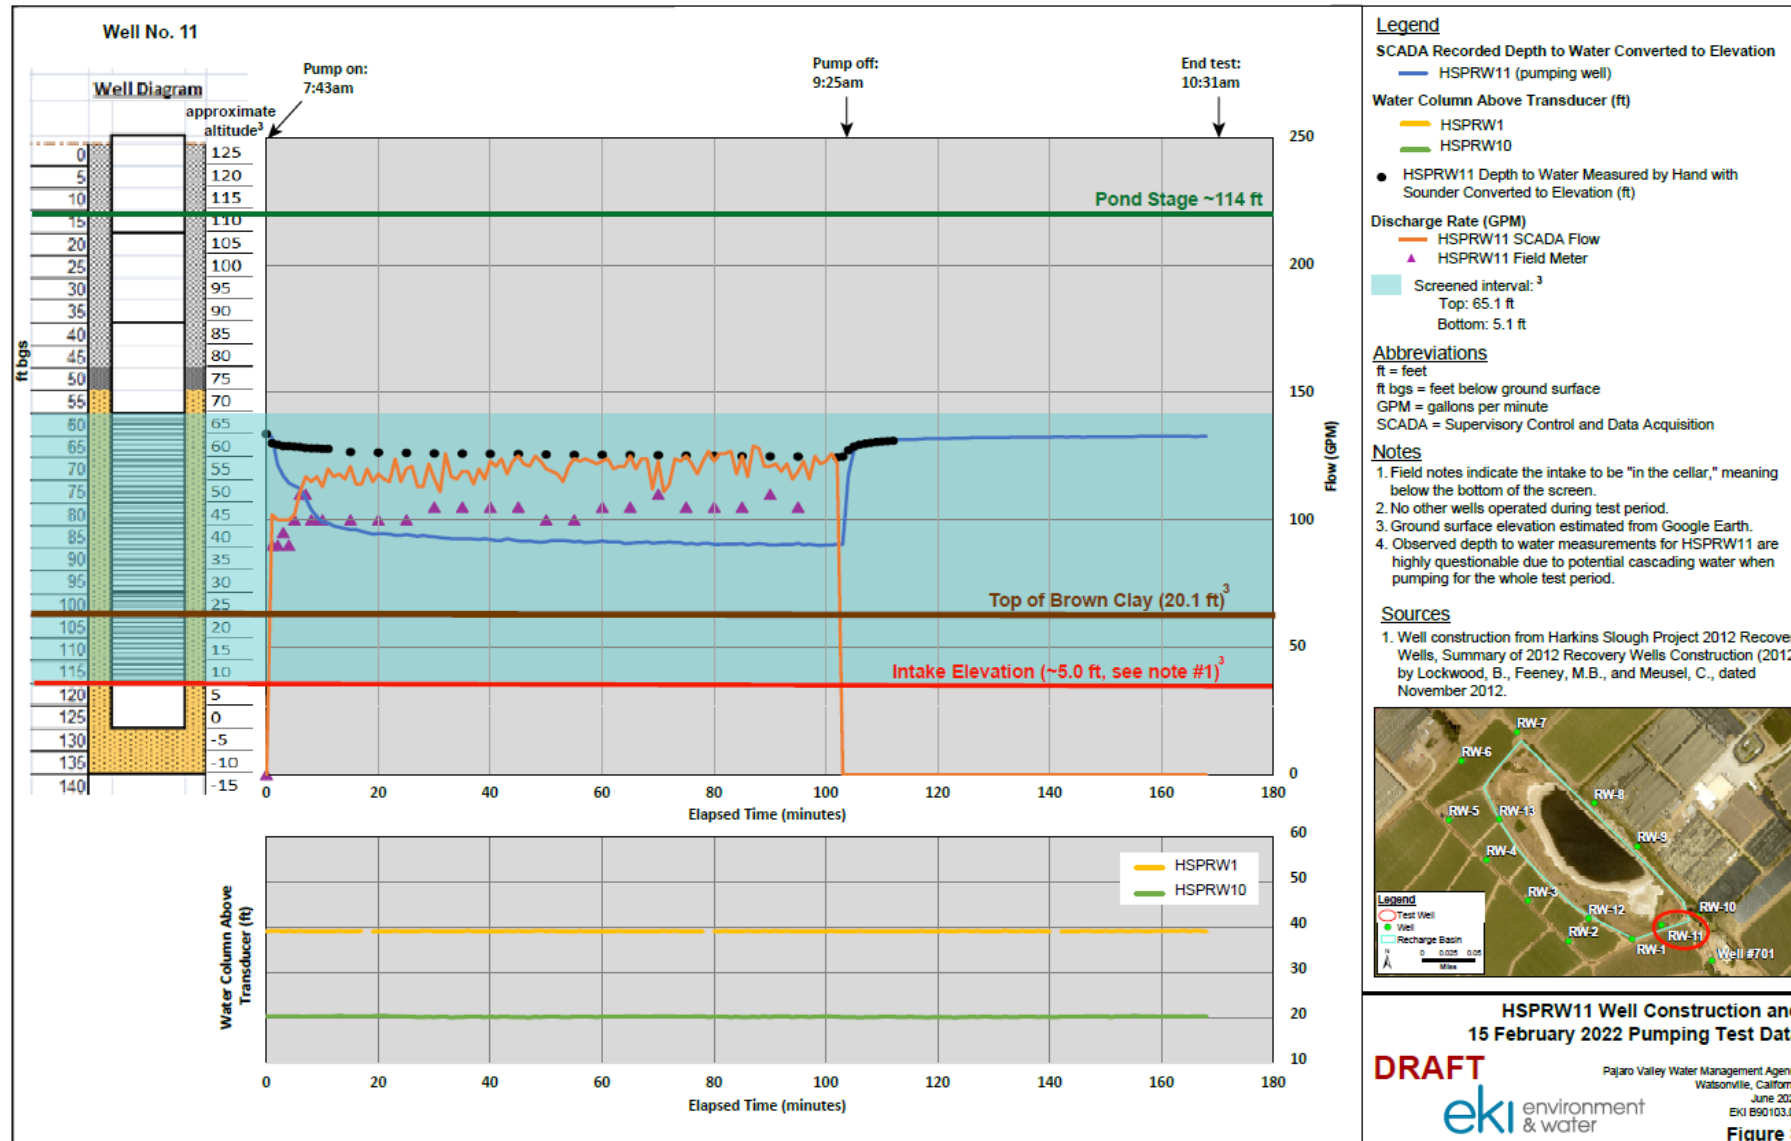 Well No. 11
Well Diagram
approximate
altitude3
Pump on:
7:43am
Pump off:
9:25am
End test:
10:31am
ft bgs
0
5
10
15
20
25
30
35
40
45
50
55
60
65
70
75
80
85
90
95
100
105
110
115
120
125
130
135
140
125
120
115
110
105
100
95
90
85
80
75
70
65
60
55
50
45
40
35
30
25
20
15
10
5
0
-5
-10
-15
Pond Stage ~114 ft
Top of Brown Clay (20.1 ft)3
Intake Elevation (~5.0 ft, see note #1)3
250
200
150
100
50
0
Flow (GPM)
0 20 40 60 80 100 120 140 160 180
Elapsed Time (minutes)
Water Column Above
Transducer (ft)
HSPRW1
HSPRW10
60
50
40
30
20
10
0 20 40 60 80 100 120 140 160 180
Elapsed Time (minutes)
Legend
SCADA Recorded Depth to Water Converted to Elevation
HSPRW11 (pumping well)
Water Column Above Transducer (ft)
HSPRW1
HSPRW10
HSPRW11 Depth to Water Measured by Hand with
Sounder Converted to Elevation (ft)
Discharge Rate (GPM)
HSPRW11 SCADA Flow
HSPRW11 Field Meter
Screened interval: 3
Top: 65.1 ft
Bottom: 5.1 ft
Abbreviations
ft = feet
ft bgs = feet below ground surface
GPM = gallons per minute
SCADA = Supervisory Control and Data Acquisition
Notes
1. Field notes indicate the intake to be "in the cellar," meaning
below the bottom of the screen.
2. No other wells operated during test period.
3. Ground surface elevation estimated from Google Earth.
4. Observed depth to water measurements for HSPRW11 are
highly questionable due to potential cascading water when
pumping for the whole test period.
Sources
1. Well construction from Harkins Slough Project 2012 Recover
Wells, Summary of 2012 Recovery Wells Construction (2012
by Lockwood, B., Feeney, M.B., and Meusel, C., dated
November 2012.
RW-7
RW-6
RW-8
RW-5
RW-13
RW-9
RW-4
RW-3
RW-10
RW-12
RW-2
RW-1
RW-11
Well #701
Legend
Test Well
Well
Recharge Basin
N
0 0.025 0.05
Miles
HSPRW11 Well Construction an
15 February 2022 Pumping Test Dat
DRAFT
Pajaro Valley Water Management Agen
Watsonville, Californ
June 202
EKI B90103.
eki environment
& water
Figure